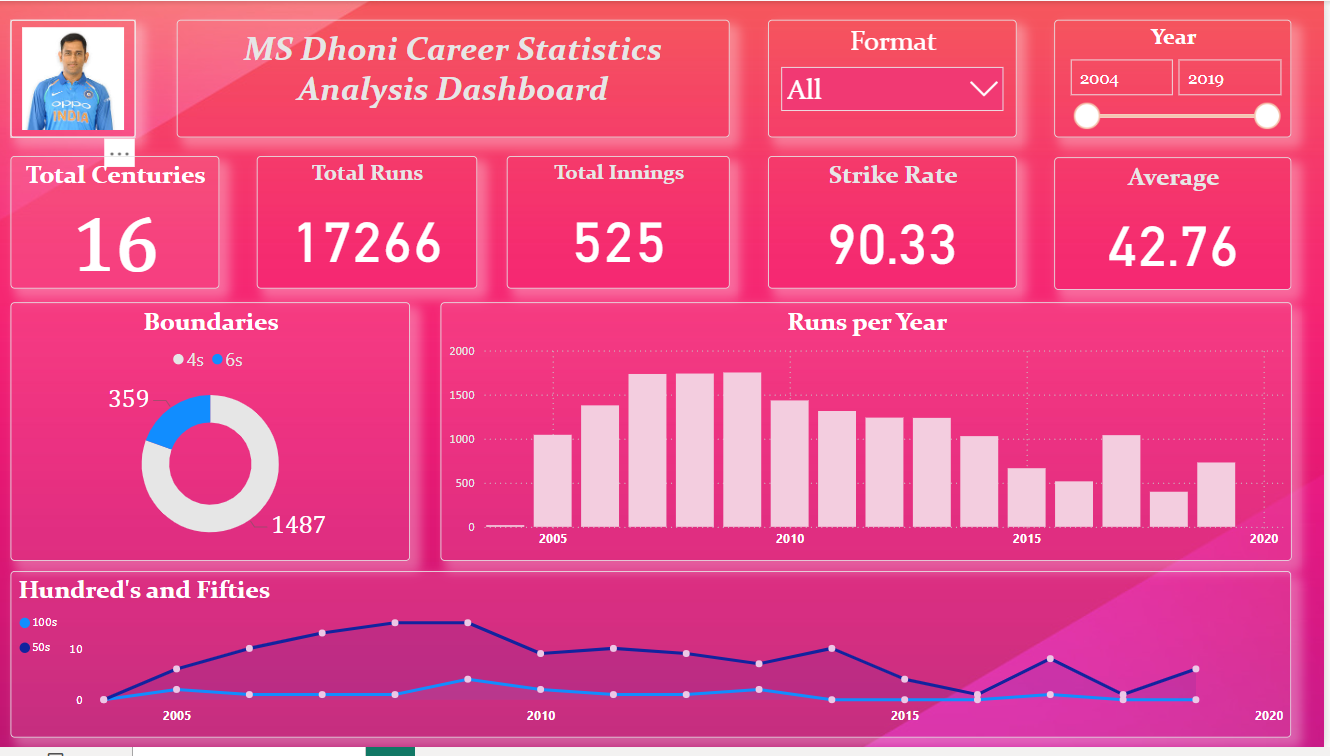 oppo
INDIA
MS Dhoni Career Statistics
Analysis Dashboard
Format
All
Year
2004
2019
Total Centuries
16
Total Runs
17266
Total Innings
525
Strike Rate
90.33
Average
42.76
Boundaries
4s
6s
359
1487
Runs per Year
2000
1500
1000
500
0
2005
2010
2015
2020
Hundred's and Fifties
100s
50s
10
0
2005
2010
2015
2020